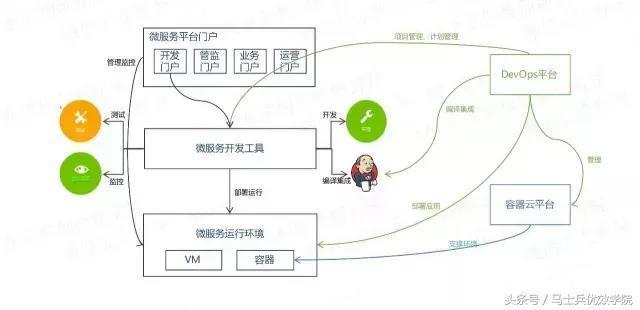 微服务平台门户
开发门户
管监门户
业务门户
运营门户
管理监控
项目管理、计划管理
DevOps平台
测试
开发
编译集成
微服务开发工具
监控
编译集成
管理
部署运行
部署应用
容器云平台
微服务运行环境
支撑环境
VM
容器
头条号／马士兵优效学院